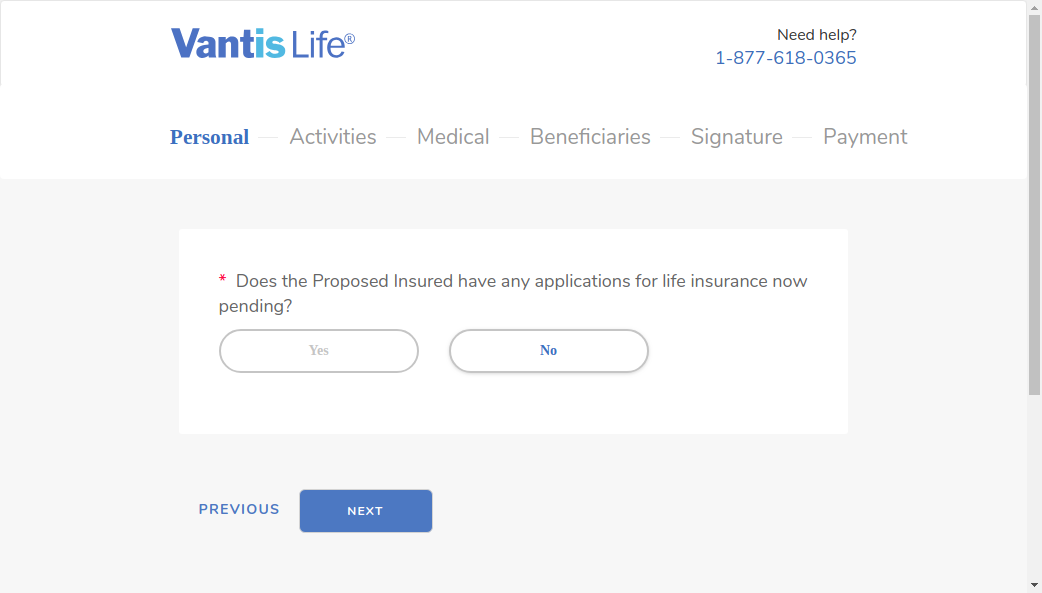 Vantis Life®
Need help?
1-877-618-0365
Personal Activities Medical Beneficiaries Signature Payment
* Does the Proposed Insured have any applications for life insurance now
pending?
Yes No
PREVIOUS NEXT